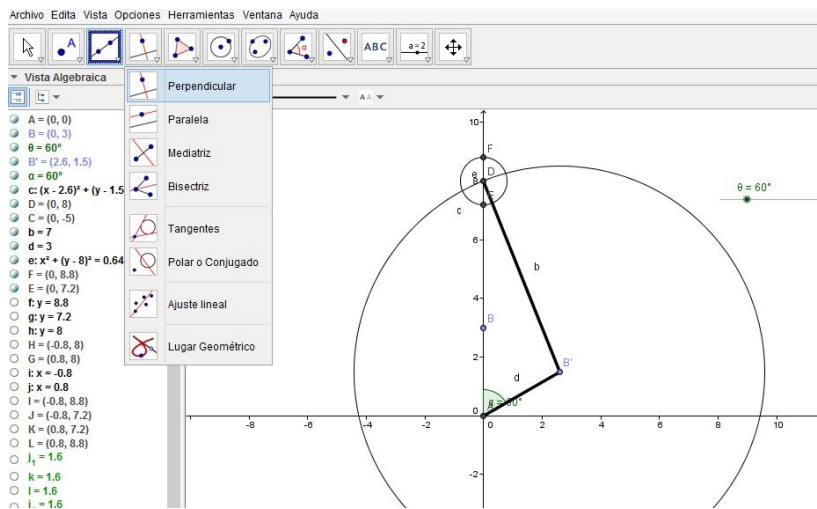 Archivo Edita Vista Opciones Herramientas Ventana Ayuda
A
α
ABC
a=2
Vista Algebraica
A A
Perpendicular
Paralela
Mediatriz
Bisectriz
Tangentes
Polar o Conjugado
Ajuste lineal
Lugar Geométrico
A = (0, 0)
B = (0, 3)
θ = 60°
B' = (2.6, 1.5)
α = 60°
c: (x - 2.6)² + (y - 1.5
D = (0, 8)
C = (0, -5)
b = 7
d = 3
e: x² + (y - 8)² = 0.64
F = (0, 8.8)
E = (0, 7.2)
f: y = 8.8
g: y = 7.2
h: y = 8
H = (-0.8, 8)
G = (0.8, 8)
i: x = -0.8
j: x = 0.8
I = (-0.8, 8.8)
J = (-0.8, 7.2)
K = (0.8, 7.2)
L = (0.8, 8.8)
j₁ = 1.6
k = 1.6
l = 1.6
10
F
e
D
8
E
c
θ = 60°
6
b
4
B
2
B'
d
0
60°
-8
-6
-4
-2
0
2
4
6
8
10
-2